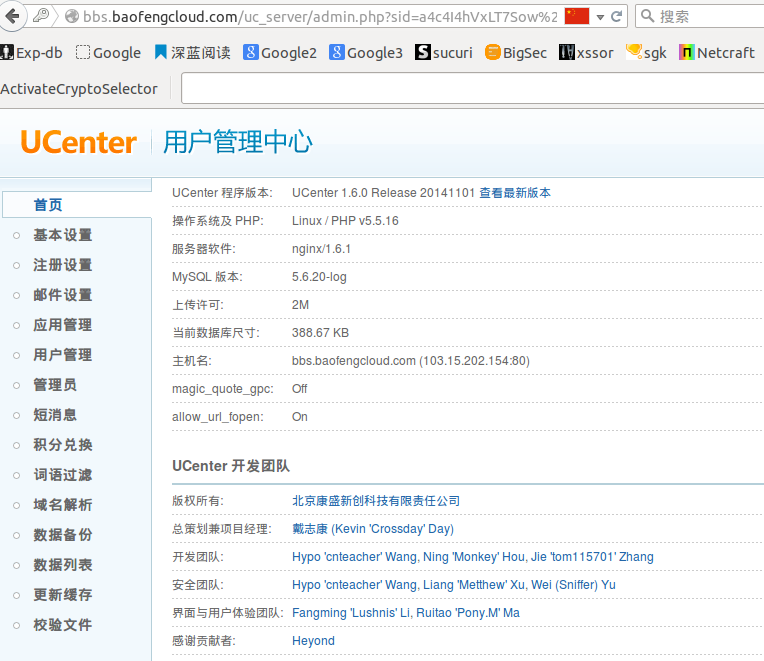 bbs.baofengcloud.com/uc_server/admin.php?sid=a4c4I4hVxLT7Sow%2 搜索
Exp-db Google 深蓝阅读 Google2 Google3 sucuri BigSec xssor sgk Netcraft
ActivateCryptoSelector
UCenter 用户管理中心
首页
基本设置
注册设置
邮件设置
应用管理
用户管理
管理员
短消息
积分兑换
词语过滤
域名解析
数据备份
数据列表
更新缓存
校验文件
UCenter 程序版本: UCenter 1.6.0 Release 20141101 查看最新版本
操作系统及 PHP: Linux / PHP v5.5.16
服务器软件: nginx/1.6.1
MySQL 版本: 5.6.20-log
上传许可: 2M
当前数据库尺寸: 388.67 KB
主机名: bbs.baofengcloud.com (103.15.202.154:80)
magic_quote_gpc: Off
allow_url_fopen: On
UCenter 开发团队
版权所有: 北京康盛新创科技有限责任公司
总策划兼项目经理: 戴志康 (Kevin 'Crossday' Day)
开发团队: Hypo 'cnteacher' Wang, Ning 'Monkey' Hou, Jie 'tom115701' Zhang
安全团队: Hypo 'cnteacher' Wang, Liang 'Metthew' Xu, Wei (Sniffer) Yu
界面与用户体验团队: Fangming 'Lushnis' Li, Ruitao 'Pony.M' Ma
感谢贡献者: Heyond